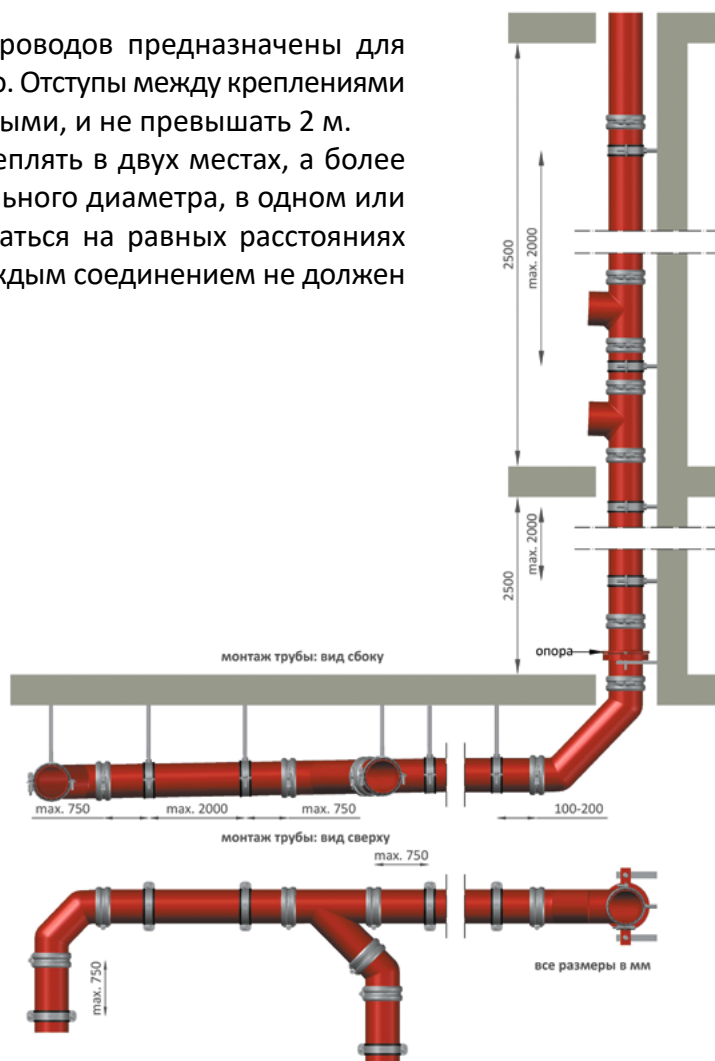 роводов предназначены для
о. Отступы между креплениями
ыми, и не превышать 2 м.
еплять в двух местах, а более
льного диаметра, в одном или
аться на равных расстояниях
ждым соединением не должен
2500
max. 2000
2500
max. 2000
опора
монтаж трубы: вид сбоку
max. 750
max. 2000
max. 750
100-200
монтаж трубы: вид сверху
max. 750
max. 750
все размеры в мм